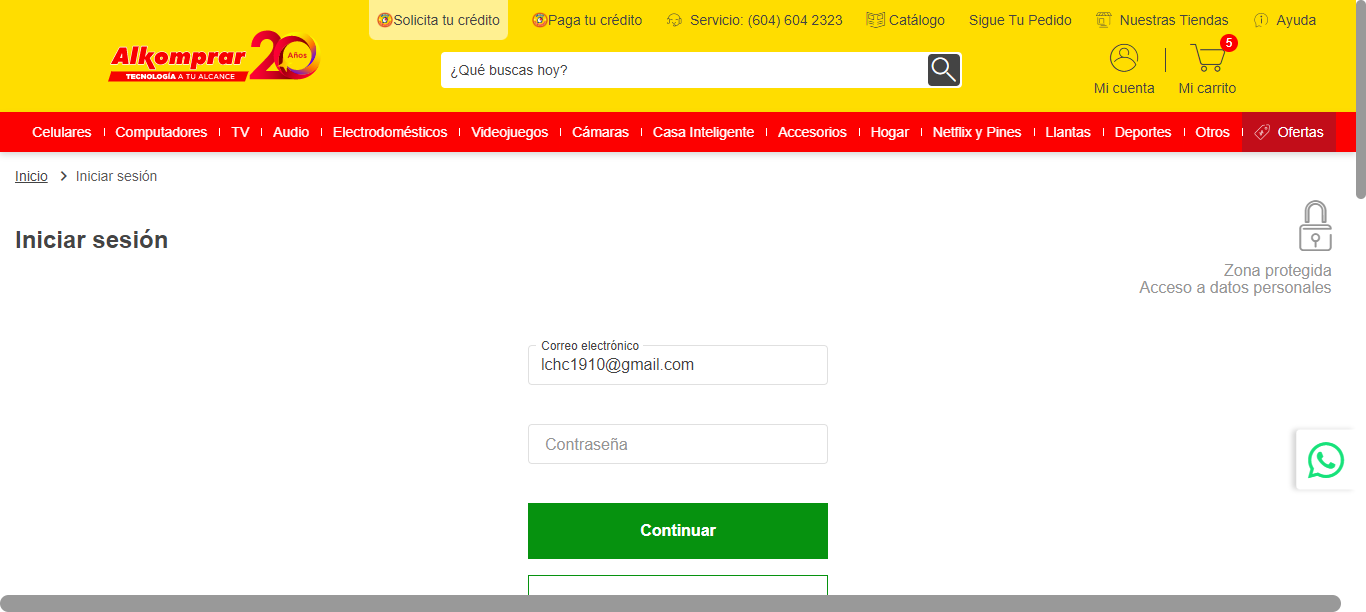 Solicita tu crédito Paga tu crédito Servicio: (604) 604 2323 Catálogo Sigue Tu Pedido Nuestras Tiendas Ayuda
Alkomprar 20 Años
TECNOLOGÍA A TU ALCANCE
¿Qué buscas hoy?
5
Mi cuenta Mi carrito
Celulares Computadores TV Audio Electrodomésticos Videojuegos Cámaras Casa Inteligente Accesorios Hogar Netflix y Pines Llantas Deportes Otros Ofertas
Inicio > Iniciar sesión
Iniciar sesión
Zona protegida
Acceso a datos personales
Correo electrónico
lchc1910@gmail.com
Contraseña
Continuar